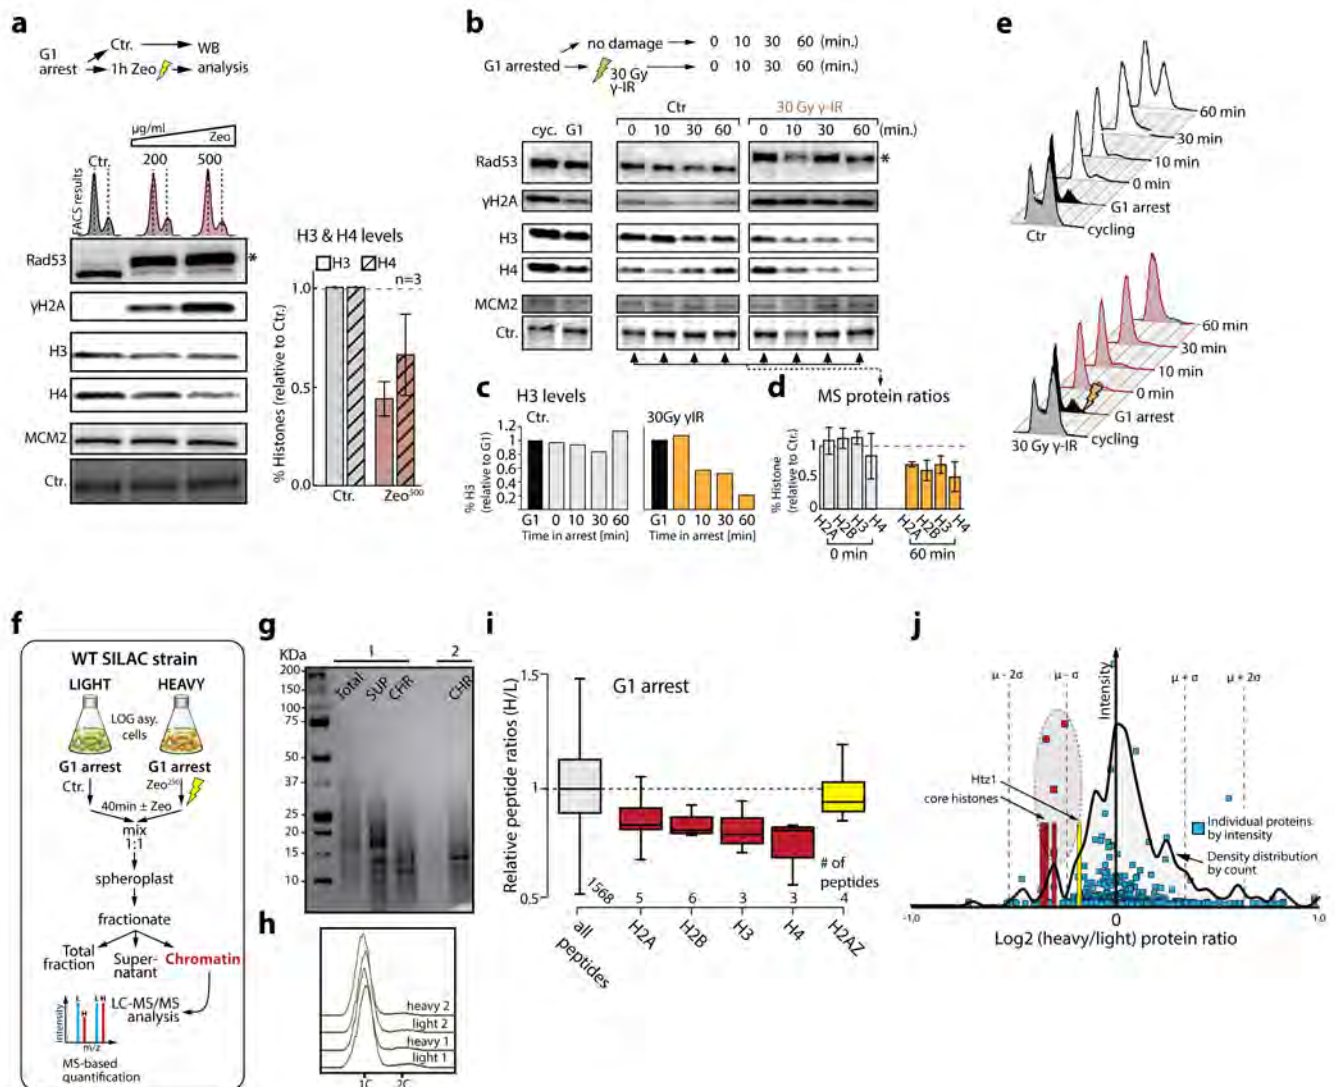 a
G1
arrest
Ctr.
1h Zeo
WB
analysis
µg/ml
Zeo
Ctr.
200
500
FACS results
Rad53
*
γH2A
H3
H4
MCM2
Ctr.
H3 & H4 levels
H3
H4
n=3
1.0
0.5
0.0
% Histones (relative to Ctr.)
Ctr.
Zeo500
b
no damage
0 10 30 60 (min.)
G1 arrested
30 Gy
γ-IR
0 10 30 60 (min.)
Ctr
30 Gy γ-IR
cyc. G1
0 10 30 60
0 10 30 60 (min.)
Rad53
*
γH2A
H3
H4
MCM2
Ctr.
c
H3 levels
Ctr.
30Gy γIR
1.2
1
0.8
0.6
0.4
0.2
% H3
(relative to G1)
G1 0 10 30 60
Time in arrest [min]
G1 0 10 30 60
Time in arrest [min]
d
MS protein ratios
1
0.5
0
% Histone
(relative to Ctr.)
H2A
H2B
H3
H4
0 min
H2A
H2B
H3
H4
60 min
e
60 min
30 min
10 min
0 min
G1 arrest
cycling
Ctr
60 min
30 min
10 min
0 min
G1 arrest
cycling
30 Gy γ-IR
f
WT SILAC strain
LIGHT
HEAVY
LOG asy.
cells
G1 arrest
G1 arrest
Ctr.
Zeo250
40min ± Zeo
mix
1:1
spheroplast
fractionate
Total
fraction
Super-
natant
Chromatin
L
H
L H
intensity
m/z
LC-MS/MS
analysis
MS-based
quantification
g
KDa
1
2
Total
SUP
CHR
CHR
200
150
100
75
50
37
25
20
15
10
h
heavy 2
light 2
heavy 1
light 1
1C
2C
i
G1 arrest
1.5
1
0.5
Relative peptide ratios (H/L)
# of
peptides
1568
5
6
3
3
4
all
peptides
H2A
H2B
H3
H4
H2AZ
j
µ - 2σ
µ - σ
Intensity
µ + σ
µ + 2σ
Htz1
core histones
Individual proteins
by intensity
Density distribution
by count
-1,0
0
1,0
Log2 (heavy/light) protein ratio